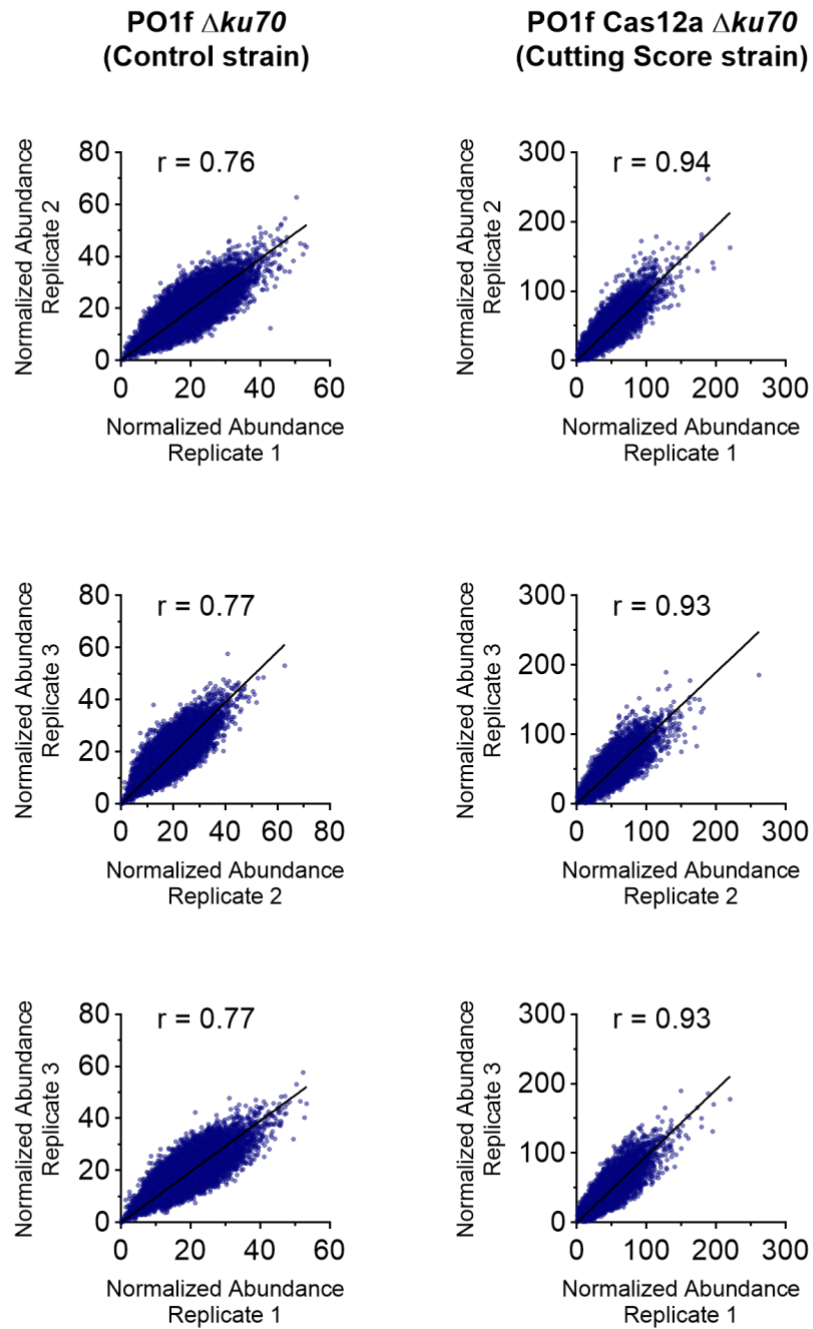 PO1f Δku70
(Control strain)
PO1f Cas12a Δku70
(Cutting Score strain)
80
60
40
20
0
0
20
40
60
r = 0.76
Normalized Abundance
Replicate 2
Normalized Abundance
Replicate 1
300
200
100
0
0
100
200
300
r = 0.94
Normalized Abundance
Replicate 2
Normalized Abundance
Replicate 1
80
60
40
20
0
0
20
40
60
80
r = 0.77
Normalized Abundance
Replicate 3
Normalized Abundance
Replicate 2
300
200
100
0
0
100
200
300
r = 0.93
Normalized Abundance
Replicate 3
Normalized Abundance
Replicate 2
80
60
40
20
0
0
20
40
60
r = 0.77
Normalized Abundance
Replicate 3
Normalized Abundance
Replicate 1
300
200
100
0
0
100
200
300
r = 0.93
Normalized Abundance
Replicate 3
Normalized Abundance
Replicate 1